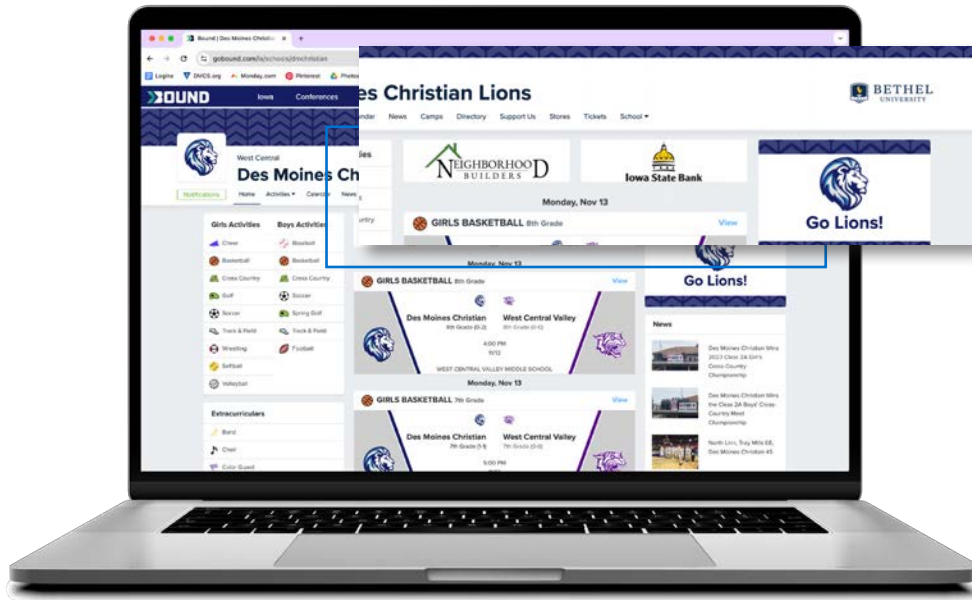 Bound | Des Moines Christia
gobound.com/ia/schools/dmchristian
Logins DMCS.org Monday.com Pinterest Photos
BOUND Iowa Conferences
West Central
Des Moines Ch
Notifications Home Activities Calendar News
es Christian Lions
BETHEL
UNIVERSITY
ndar News Camps Directory Support Us Stores Tickets School
ties
NEIGHBORHOOD
BUILDERS
Iowa State Bank
Monday, Nov 13
GIRLS BASKETBALL 8th Grade View
Go Lions!
untry
Girls Activities Boys Activities
Cheer Baseball
Basketball Basketball
Cross Country Cross Country
Golf Soccer
Soccer Spring Golf
Track & Field Track & Field
Wrestling Football
Softball
Volleyball
Extracurriculars
Band
Choir
Color Guard
Monday, Nov 13
GIRLS BASKETBALL 8th Grade View
Des Moines Christian West Central Valley
8th Grade (0-2) 8th Grade (0-0)
4:00 PM
11/13
WEST CENTRAL VALLEY MIDDLE SCHOOL
Monday, Nov 13
GIRLS BASKETBALL 7th Grade View
Des Moines Christian West Central Valley
7th Grade (1-1) 7th Grade (0-0)
5:00 PM
Go Lions!
News
Des Moines Christian Wins
2023 Class 2A Girl's
Cross Country
Championship
Des Moines Christian Wins
the Class 2A Boys' Cross-
Country Meet
Championship
North Linn, Troy Mills 68,
Des Moines Christian 45